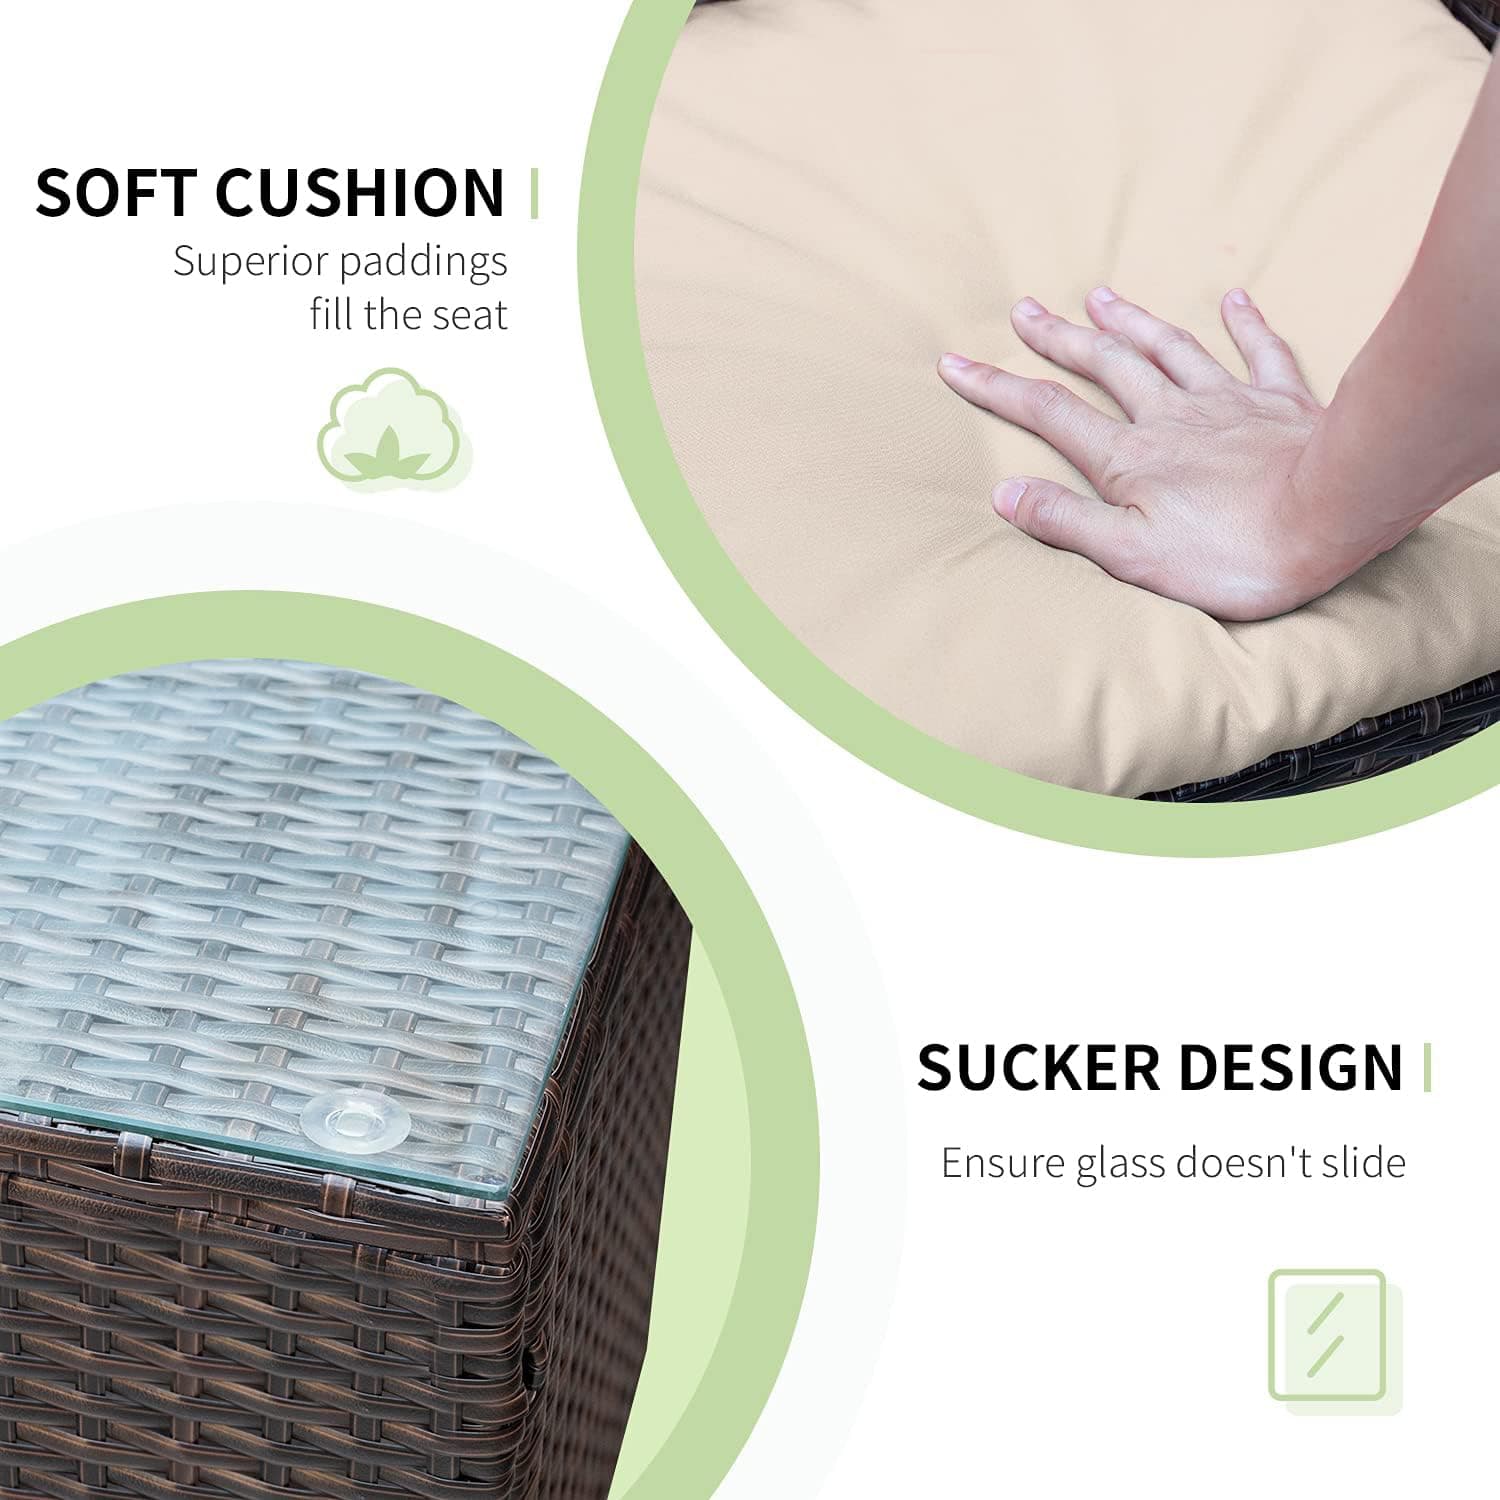 SOFT CUSHION
Superior paddings
fill the seat
SUCKER DESIGN
Ensure glass doesn't slide